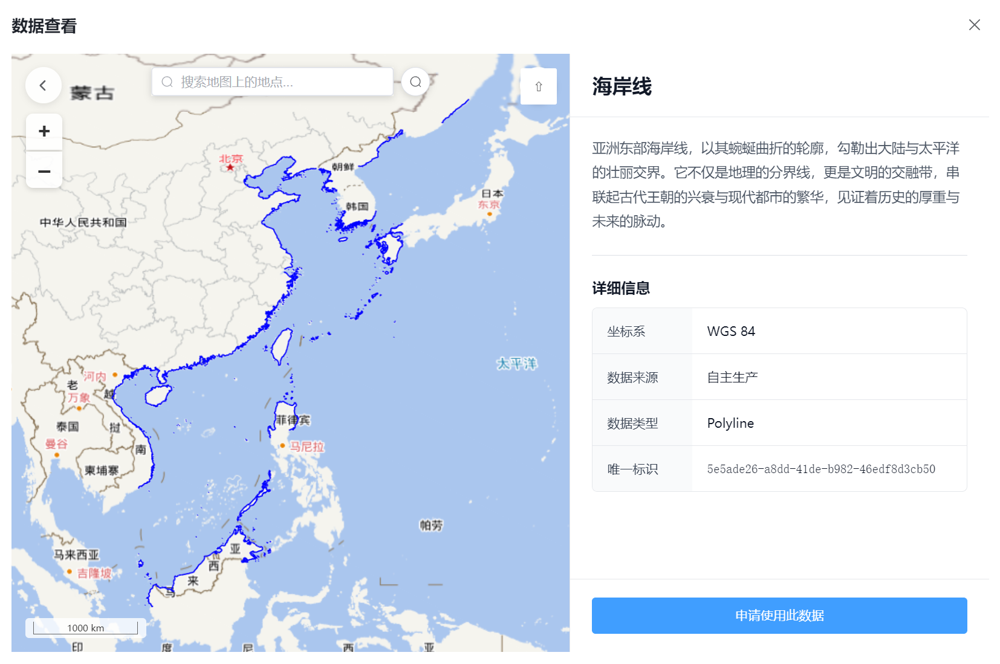 数据查看
蒙古
搜索地图上的地点...
⇧
+
−
北京
朝鲜
日本
东京
韩国
中华人民共和国
太平洋
河内
老
越
万象
泰国
挝
菲律宾
曼谷
南
马尼拉
柬埔寨
帕劳
马来西亚
亚
西
吉隆坡
来
马
1000 km
印
度
尼
西
亚
海岸线
亚洲东部海岸线，以其蜿蜒曲折的轮廓，勾勒出大陆与太平洋
的壮丽交界。它不仅是地理的分界线，更是文明的交融带，串
联起古代王朝的兴衰与现代都市的繁华，见证着历史的厚重与
未来的脉动。
详细信息
坐标系 WGS 84
数据来源 自主生产
数据类型 Polyline
唯一标识 5e5ade26-a8dd-41de-b982-46edf8d3cb50
申请使用此数据